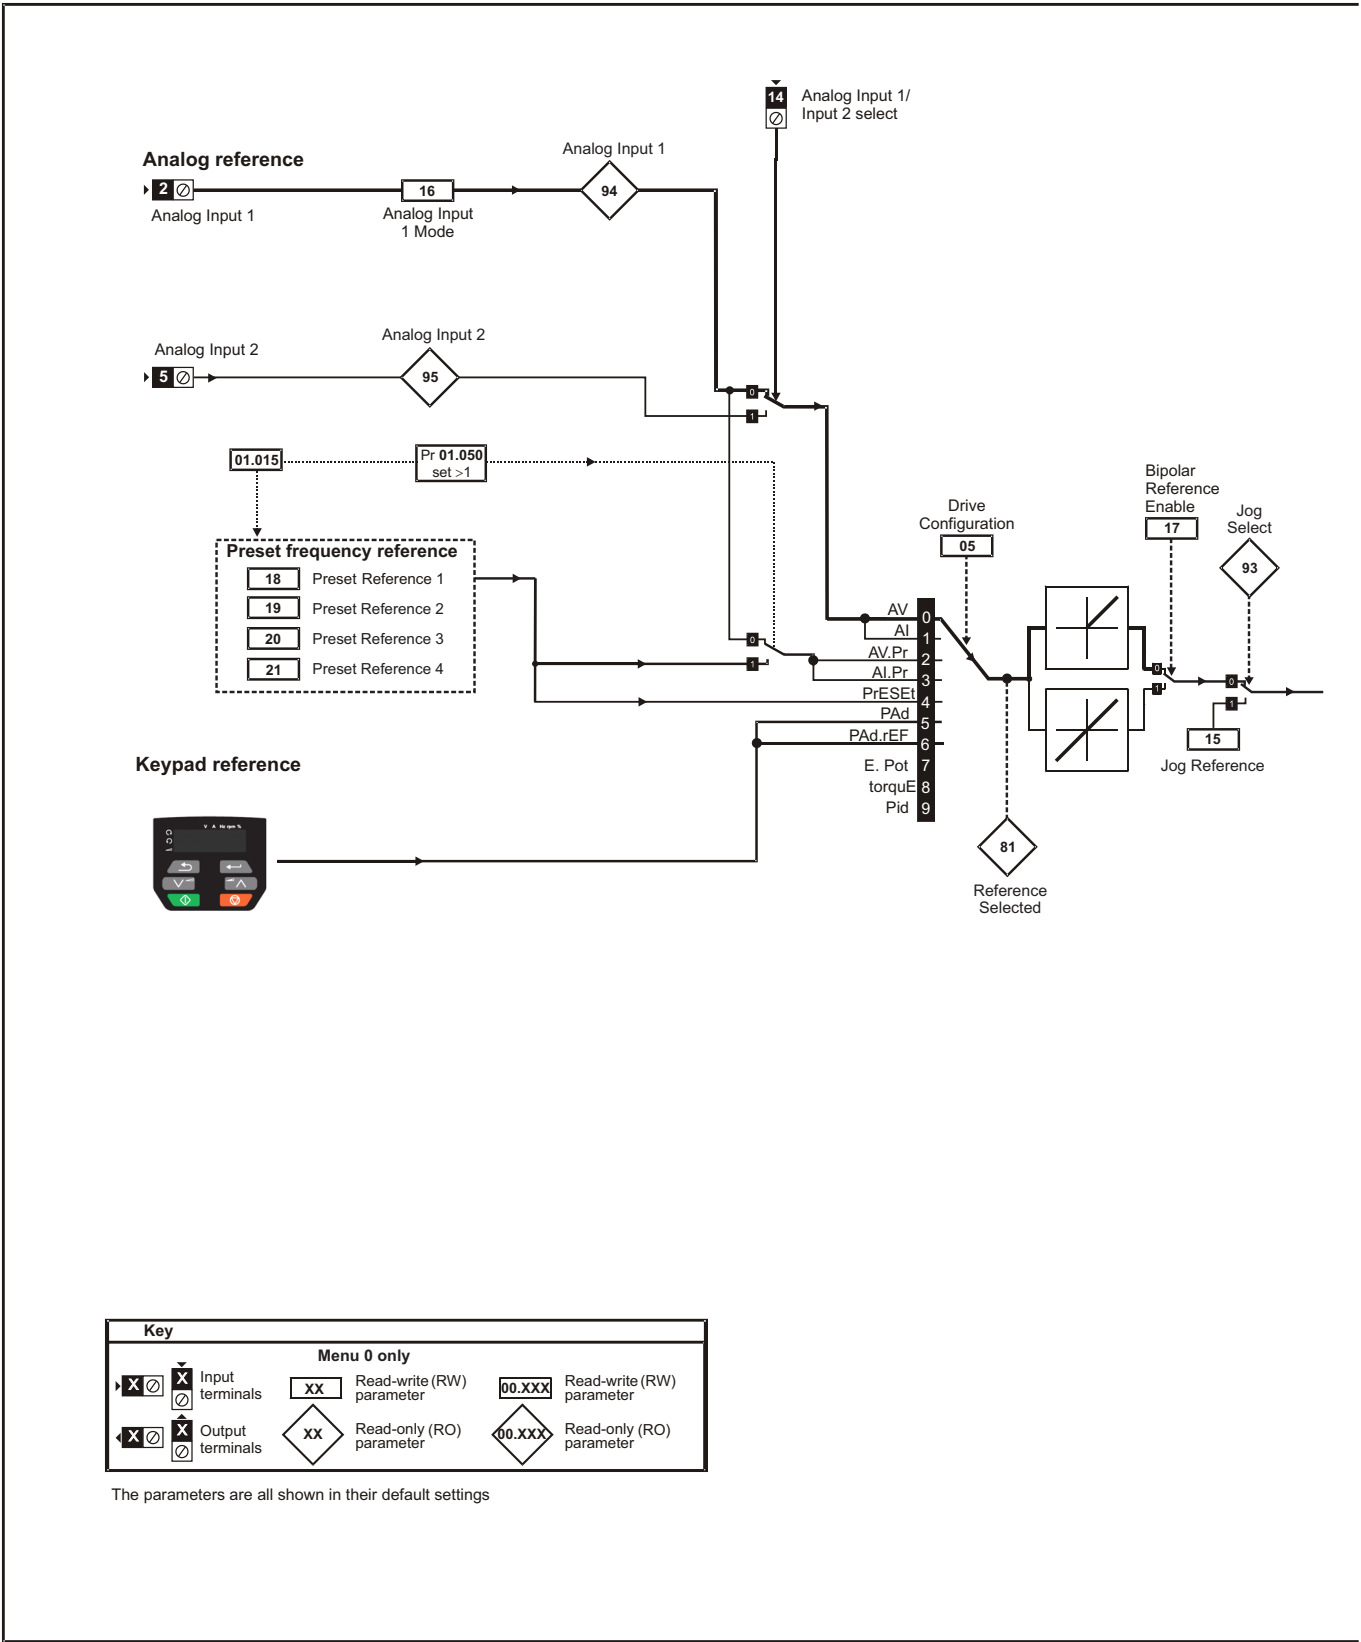 14
Analog Input 1/
Input 2 select
Analog Input 1
Analog reference
2
16
94
Analog Input 1
Analog Input
1 Mode
Analog Input 2
Analog Input 2
5
95
0
1
01.015
Pr 01.050
set >1
Bipolar
Reference
Enable
17
Drive
Configuration
05
Jog
Select
93
Preset frequency reference
18 Preset Reference 1
19 Preset Reference 2
20 Preset Reference 3
21 Preset Reference 4
0
1
AV 0
AI 1
AV.Pr 2
AI.Pr 3
PrESEt 4
PAd 5
PAd.rEF 6
E. Pot 7
torquE 8
Pid 9
0
1
0
1
15
Jog Reference
Keypad reference
V A Hz rpm %
81
Reference
Selected
Key
Menu 0 only
X X Input
terminals
XX Read-write (RW)
parameter
00.XXX Read-write (RW)
parameter
X X Output
terminals
XX Read-only (RO)
parameter
00.XXX Read-only (RO)
parameter
The parameters are all shown in their default settings